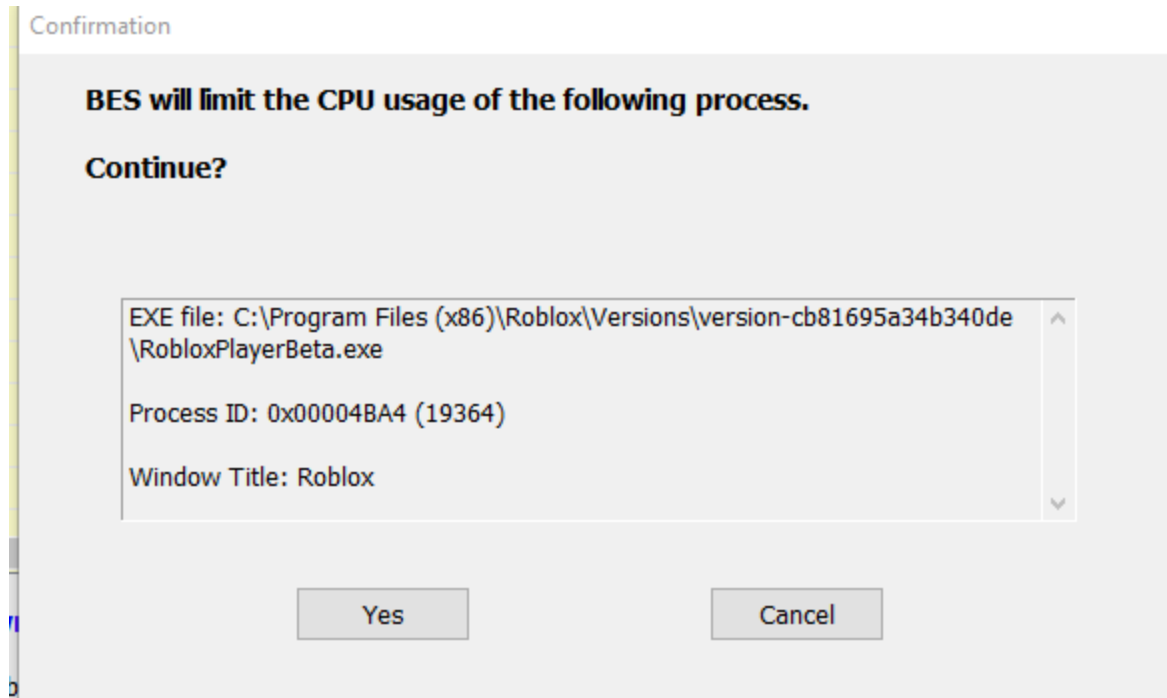 Confirmation
BES will limit the CPU usage of the following process.
Continue?
EXE file: C:\Program Files (x86)\Roblox\Versions\version-cb81695a34b340de
\RobloxPlayerBeta.exe
Process ID: 0x00004BA4 (19364)
Window Title: Roblox
Yes
Cancel